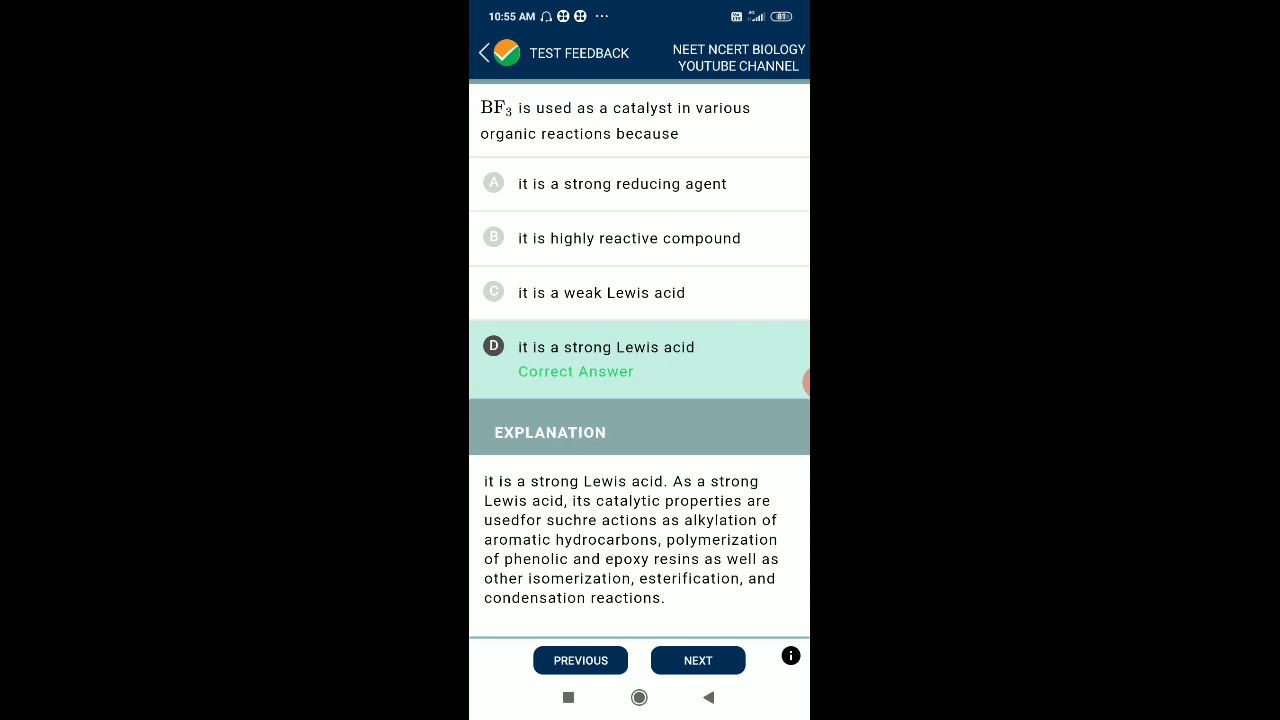 10:55 AM ...
4G
81
TEST FEEDBACK
NEET NCERT BIOLOGY
YOUTUBE CHANNEL
BF₃ is used as a catalyst in various
organic reactions because
A it is a strong reducing agent
B it is highly reactive compound
C it is a weak Lewis acid
D it is a strong Lewis acid
Correct Answer
EXPLANATION
it is a strong Lewis acid. As a strong
Lewis acid, its catalytic properties are
usedfor suchre actions as alkylation of
aromatic hydrocarbons, polymerization
of phenolic and epoxy resins as well as
other isomerization, esterification, and
condensation reactions.
PREVIOUS
NEXT
i